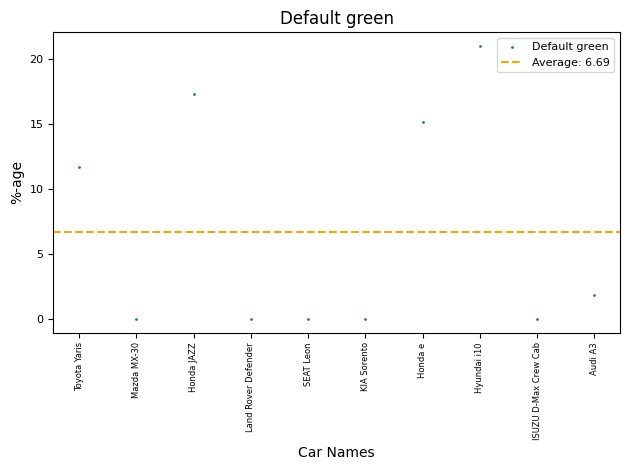 Default green
Default green
Average: 6.69
%-age
20
15
10
5
0
Toyota Yaris
Mazda MX-30
Honda JAZZ
Land Rover Defender
SEAT Leon
KIA Sorento
Honda e
Hyundai i10
ISUZU D-Max Crew Cab
Audi A3
Car Names